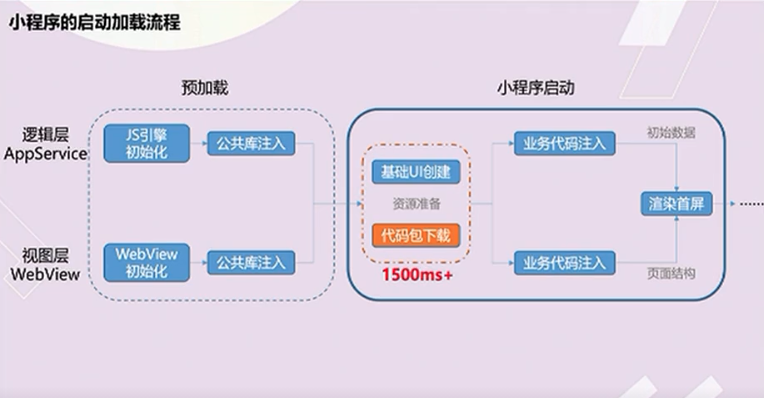 小程序的启动加载流程
预加载
小程序启动
逻辑层
AppService
JS引擎
初始化
公共库注入
基础UI创建
资源准备
代码包下载
1500ms+
业务代码注入
初始数据
渲染首屏
......
视图层
WebView
WebView
初始化
公共库注入
业务代码注入
页面结构